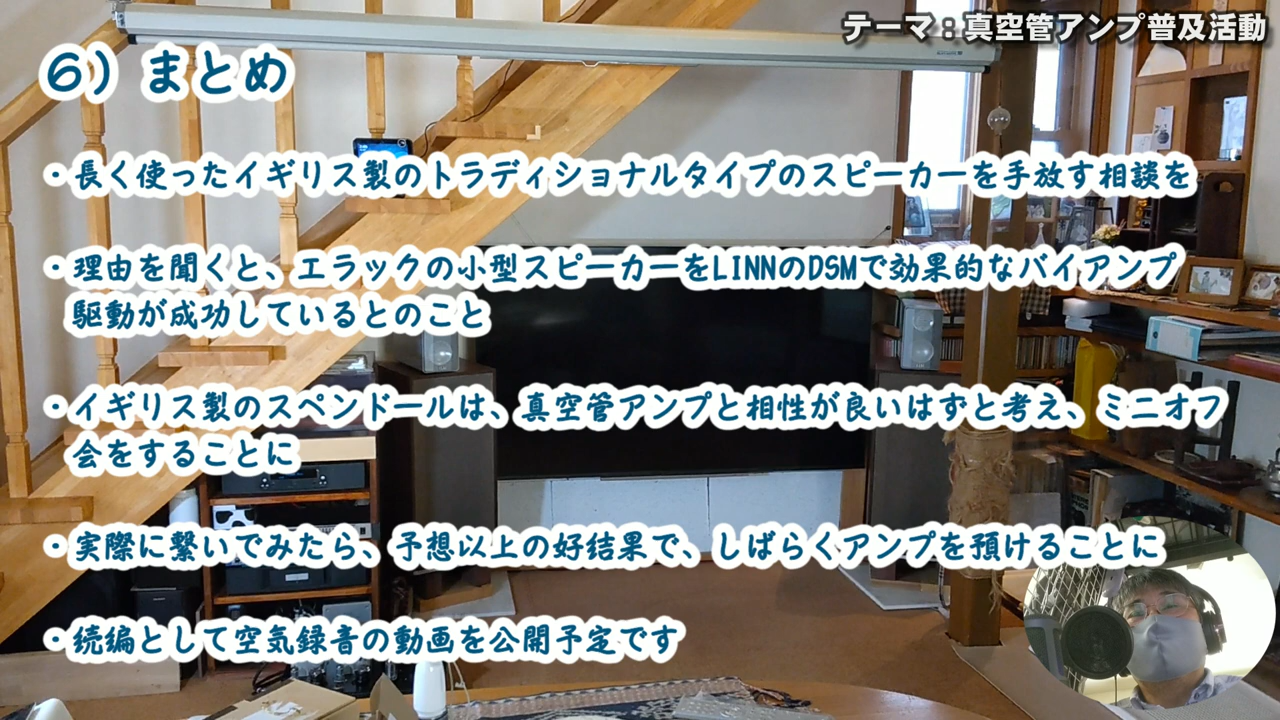 テーマ：真空管アンプ普及活動
６）まとめ
・長く使ったイギリス製のトラディショナルタイプのスピーカーを手放す相談を
・理由を聞くと、エラックの小型スピーカーをLINNのDSMで効果的なバイアンプ
駆動が成功しているとのこと
・イギリス製のスペンドールは、真空管アンプと相性が良いはずと考え、ミニオフ
会をすることに
・実際に繋いでみたら、予想以上の好結果で、しばらくアンプを預けることに
・続編として空気録音の動画を公開予定です